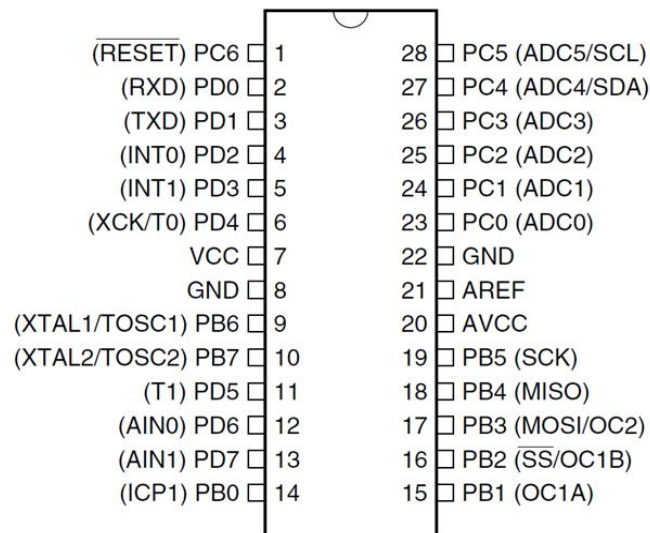 (RESET) PC6 1 28 PC5 (ADC5/SCL)
(RXD) PD0 2 27 PC4 (ADC4/SDA)
(TXD) PD1 3 26 PC3 (ADC3)
(INT0) PD2 4 25 PC2 (ADC2)
(INT1) PD3 5 24 PC1 (ADC1)
(XCK/T0) PD4 6 23 PC0 (ADC0)
VCC 7 22 GND
GND 8 21 AREF
(XTAL1/TOSC1) PB6 9 20 AVCC
(XTAL2/TOSC2) PB7 10 19 PB5 (SCK)
(T1) PD5 11 18 PB4 (MISO)
(AIN0) PD6 12 17 PB3 (MOSI/OC2)
(AIN1) PD7 13 16 PB2 (SS/OC1B)
(ICP1) PB0 14 15 PB1 (OC1A)